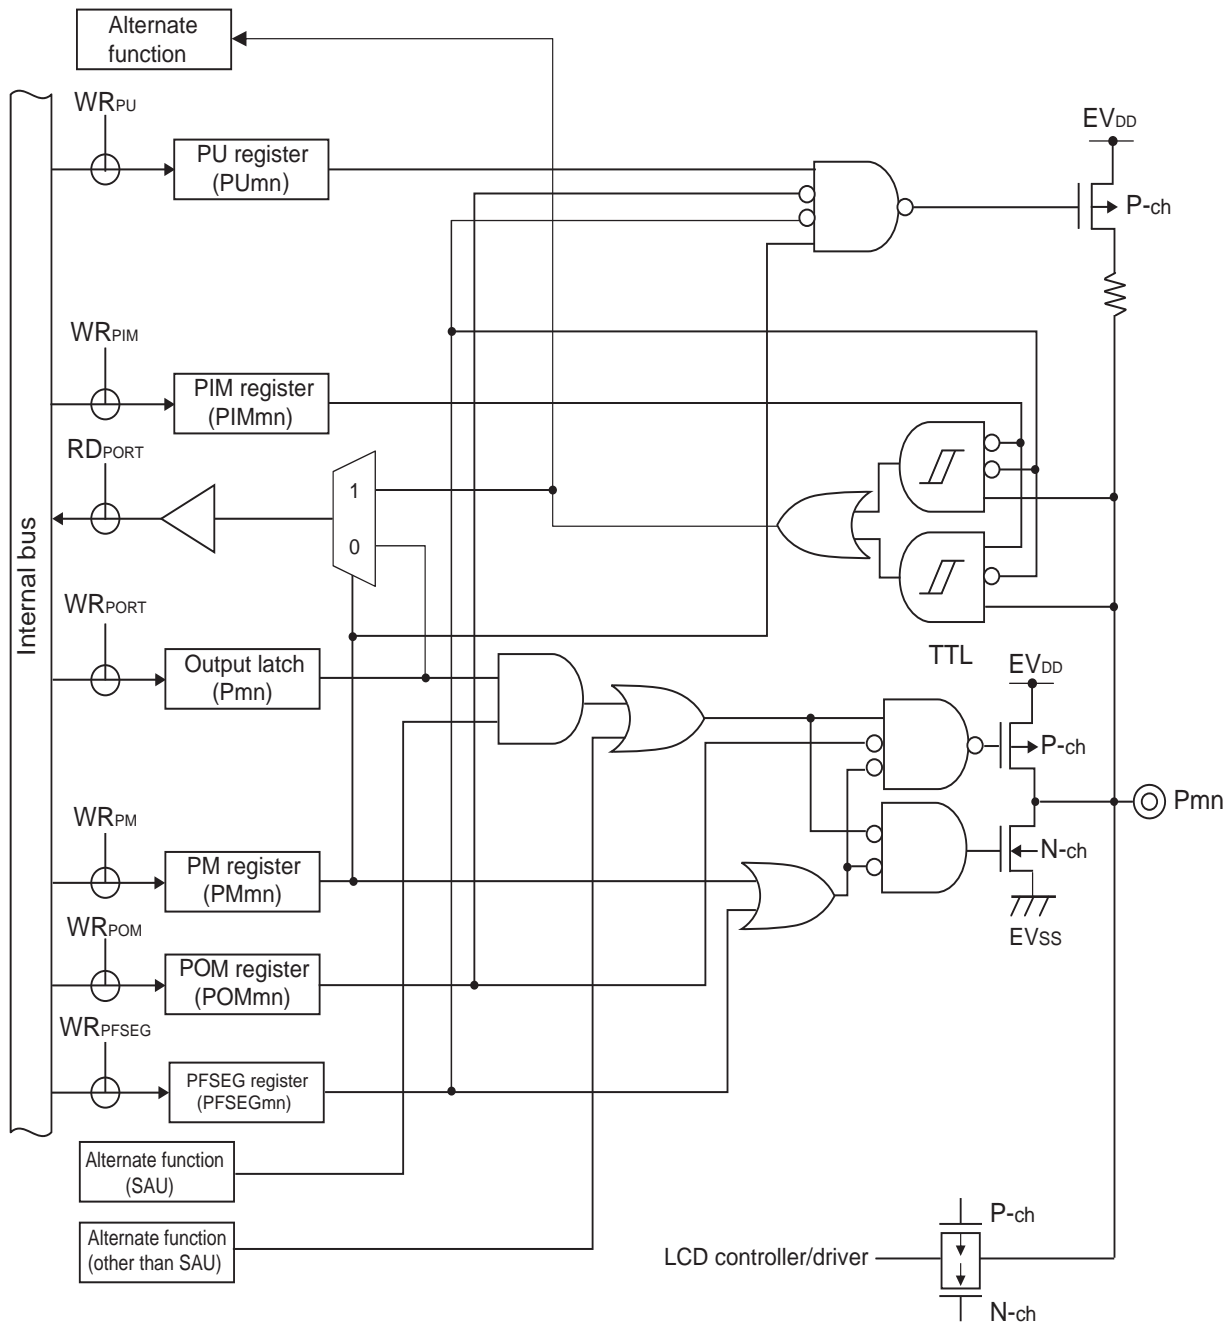 Alternate
function
WRPU
PU register
(PUmn)
EVDD
P-ch
WRPIM
PIM register
(PIMmn)
RDPORT
1
0
Internal bus
WRPORT
Output latch
(Pmn)
TTL
EVDD
P-ch
Pmn
WRPM
PM register
(PMmn)
N-ch
EVSS
WRPOM
POM register
(POMmn)
WRPFSEG
PFSEG register
(PFSEGmn)
Alternate function
(SAU)
Alternate function
(other than SAU)
P-ch
LCD controller/driver
N-ch